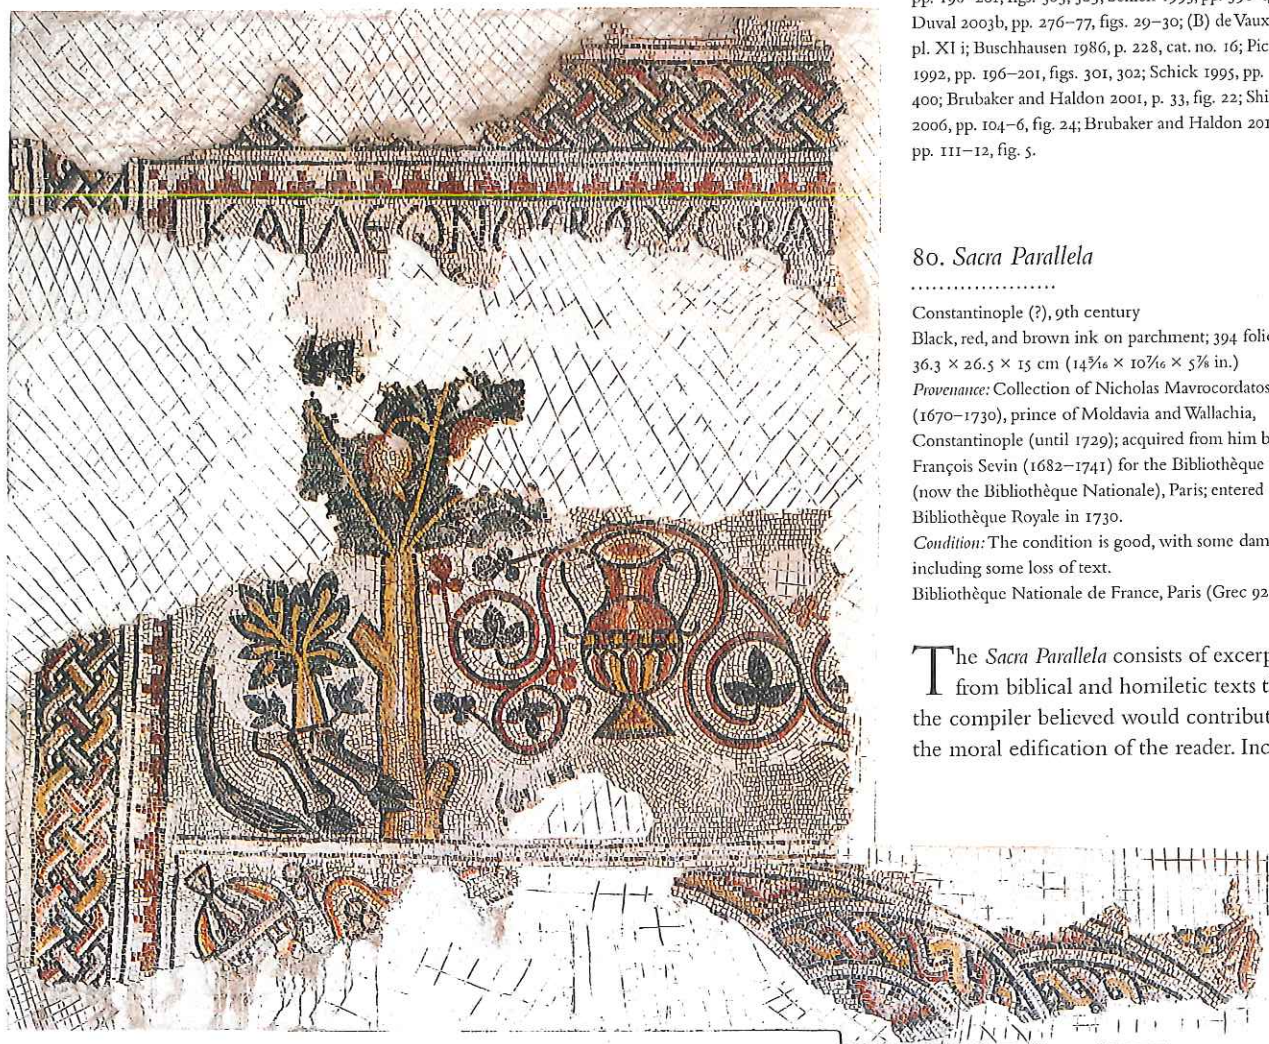 ΚΑΙΛΕΩΝΩCΒΟΥCΦΑ
Duval 2003b, pp. 276–77, figs. 29–30; (B) de Vaux
pl. XI i; Buschhausen 1986, p. 228, cat. no. 16; Pic
1992, pp. 196–201, figs. 301, 302; Schick 1995, pp.
400; Brubaker and Haldon 2001, p. 33, fig. 22; Shi
2006, pp. 104–6, fig. 24; Brubaker and Haldon 201
pp. 111–12, fig. 5.
80. Sacra Parallela
Constantinople (?), 9th century
Black, red, and brown ink on parchment; 394 folio
36.3 × 26.5 × 15 cm (14⁵⁄₁₆ × 10⁷⁄₁₆ × 5⅞ in.)
Provenance: Collection of Nicholas Mavrocordatos
(1670–1730), prince of Moldavia and Wallachia,
Constantinople (until 1729); acquired from him b
François Sevin (1682–1741) for the Bibliothèque
(now the Bibliothèque Nationale), Paris; entered
Bibliothèque Royale in 1730.
Condition: The condition is good, with some dam
including some loss of text.
Bibliothèque Nationale de France, Paris (Grec 92
The Sacra Parallela consists of excerp
from biblical and homiletic texts t
the compiler believed would contribut
the moral edification of the reader. Inc